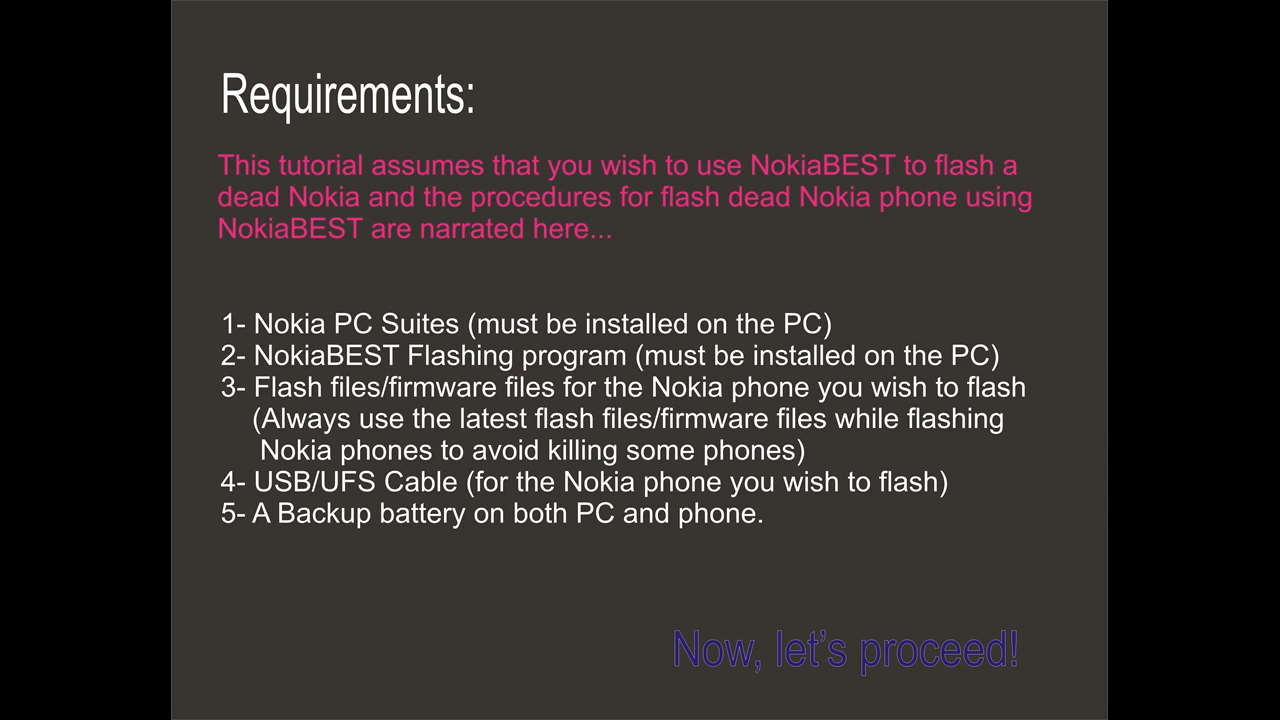 Requirements:
This tutorial assumes that you wish to use NokiaBEST to flash a
dead Nokia and the procedures for flash dead Nokia phone using
NokiaBEST are narrated here...
1- Nokia PC Suites (must be installed on the PC)
2- NokiaBEST Flashing program (must be installed on the PC)
3- Flash files/firmware files for the Nokia phone you wish to flash
(Always use the latest flash files/firmware files while flashing
Nokia phones to avoid killing some phones)
4- USB/UFS Cable (for the Nokia phone you wish to flash)
5- A Backup battery on both PC and phone.
Now, let's proceed!